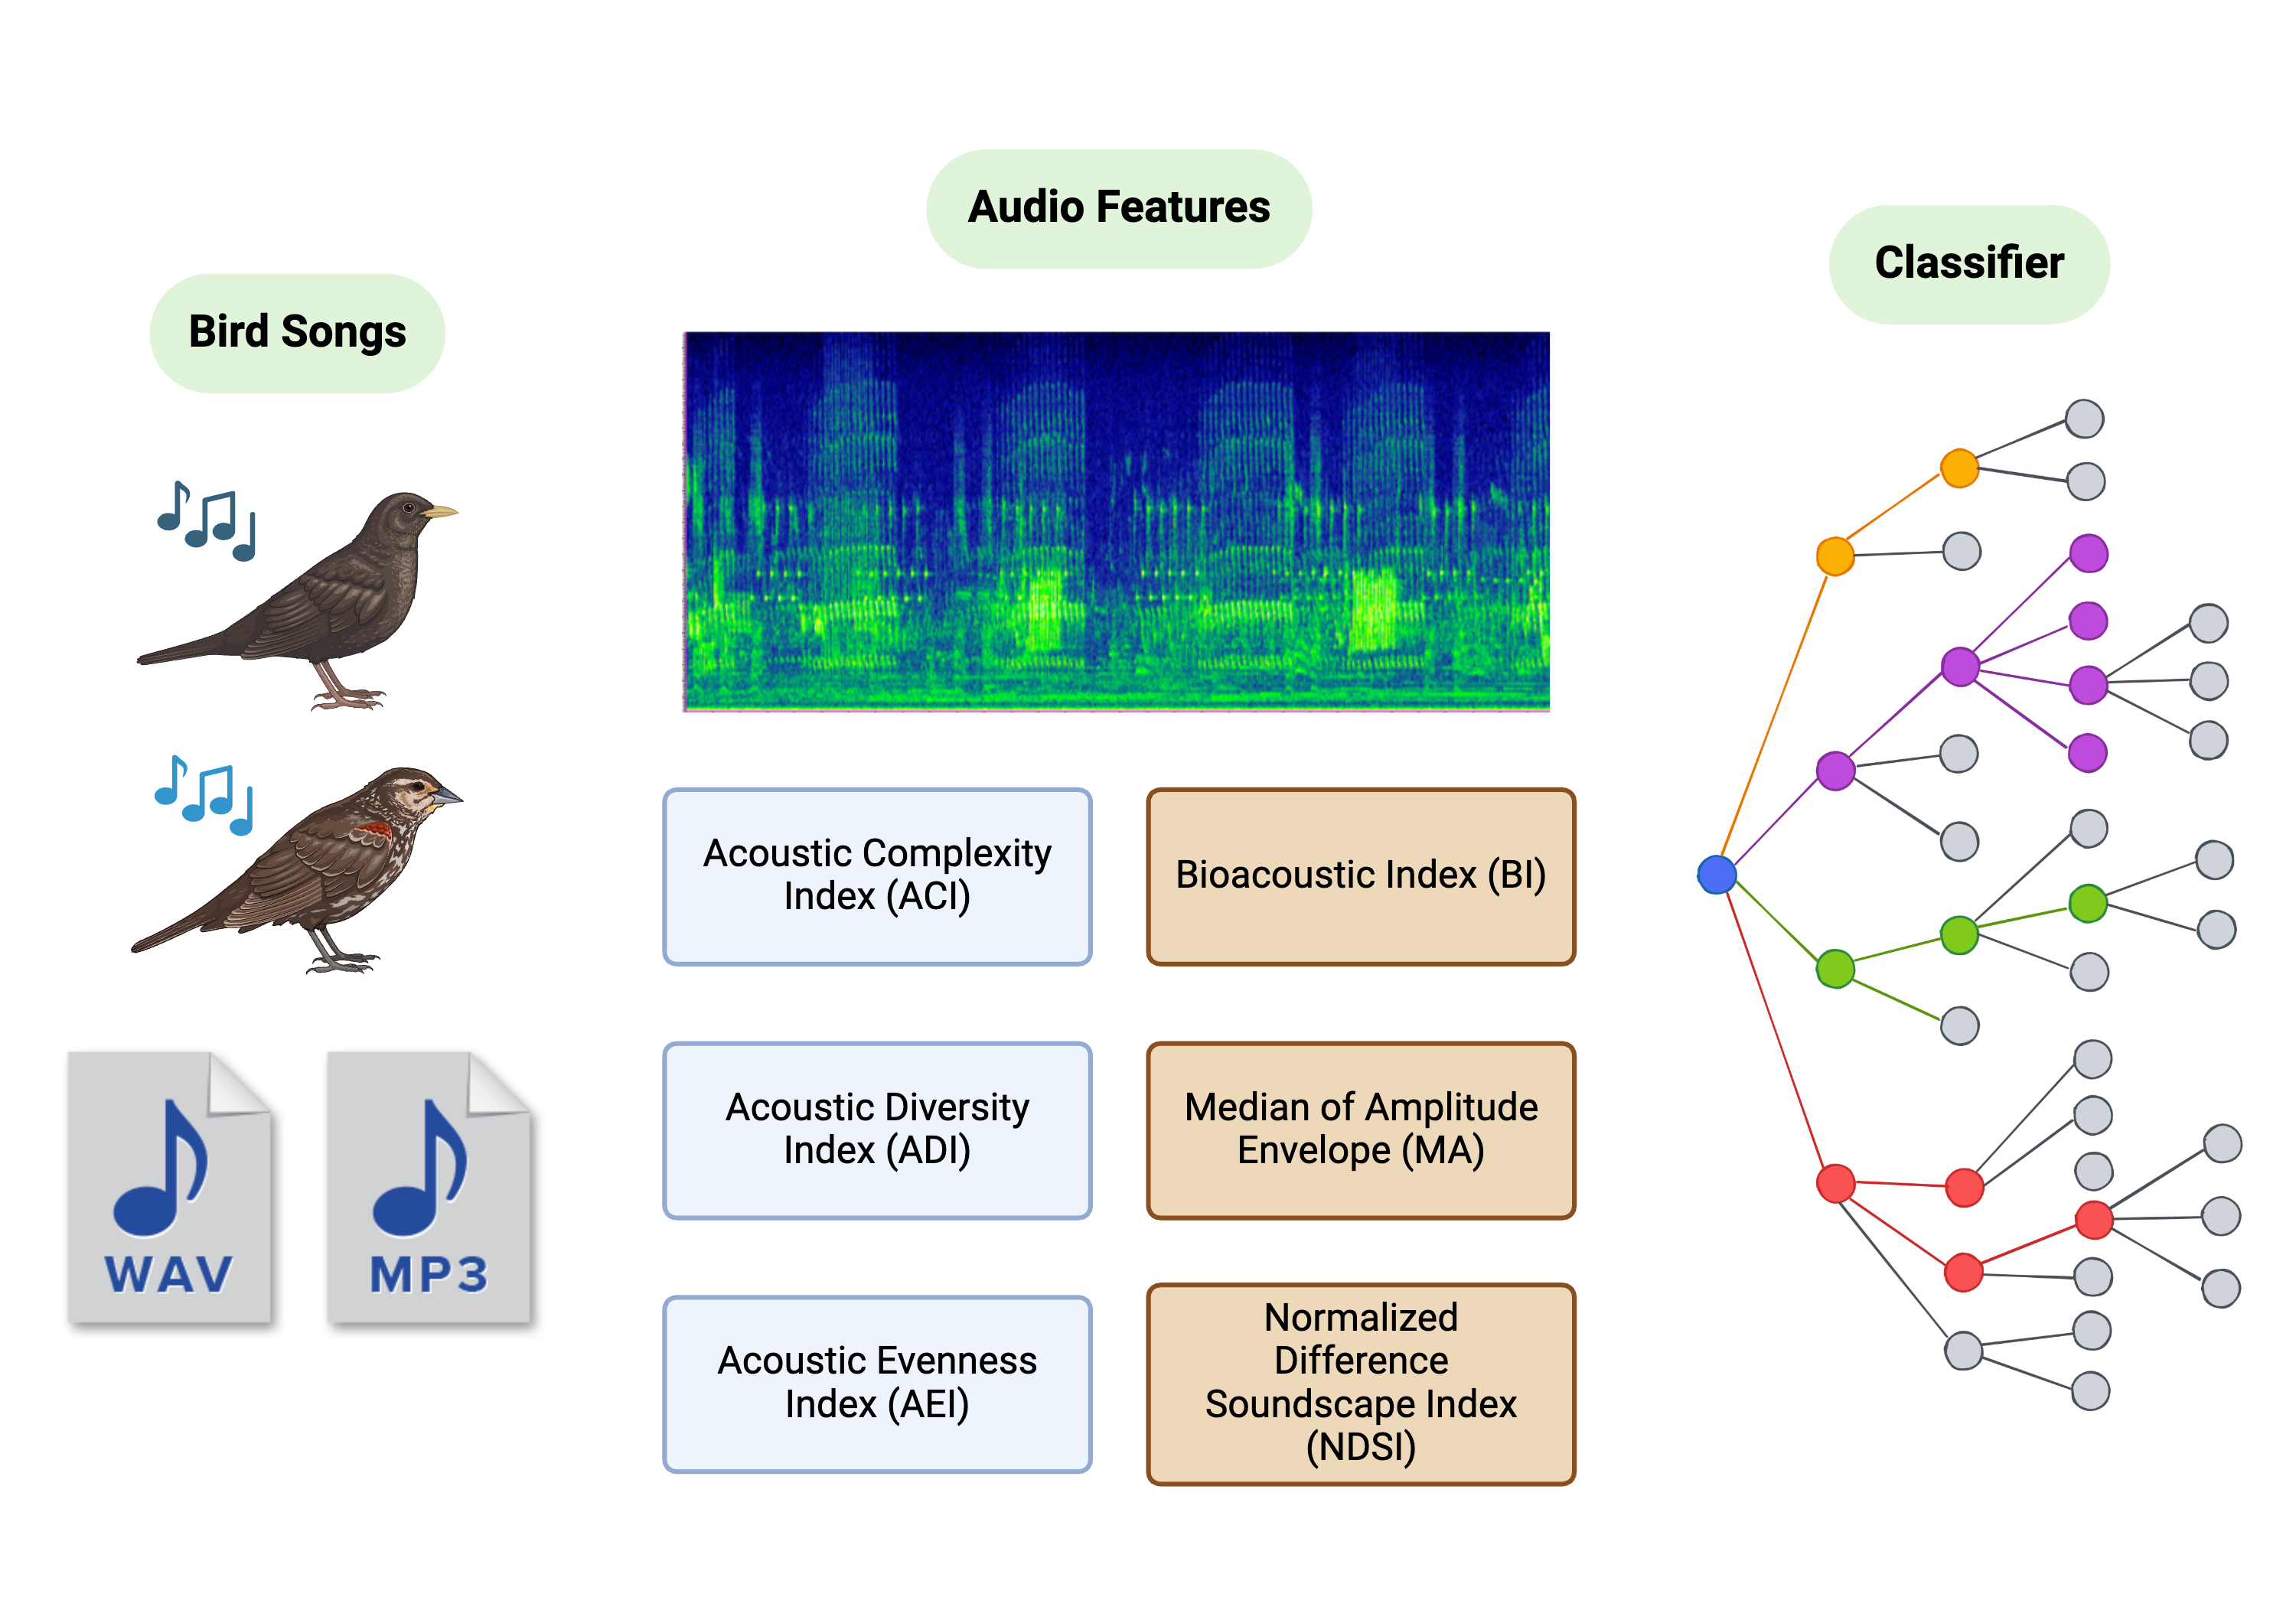 Bird Songs
WAV
MP3
Audio Features
Acoustic Complexity
Index (ACI)
Bioacoustic Index (BI)
Acoustic Diversity
Index (ADI)
Median of Amplitude
Envelope (MA)
Acoustic Evenness
Index (AEI)
Normalized
Difference
Soundscape Index
(NDSI)
Classifier